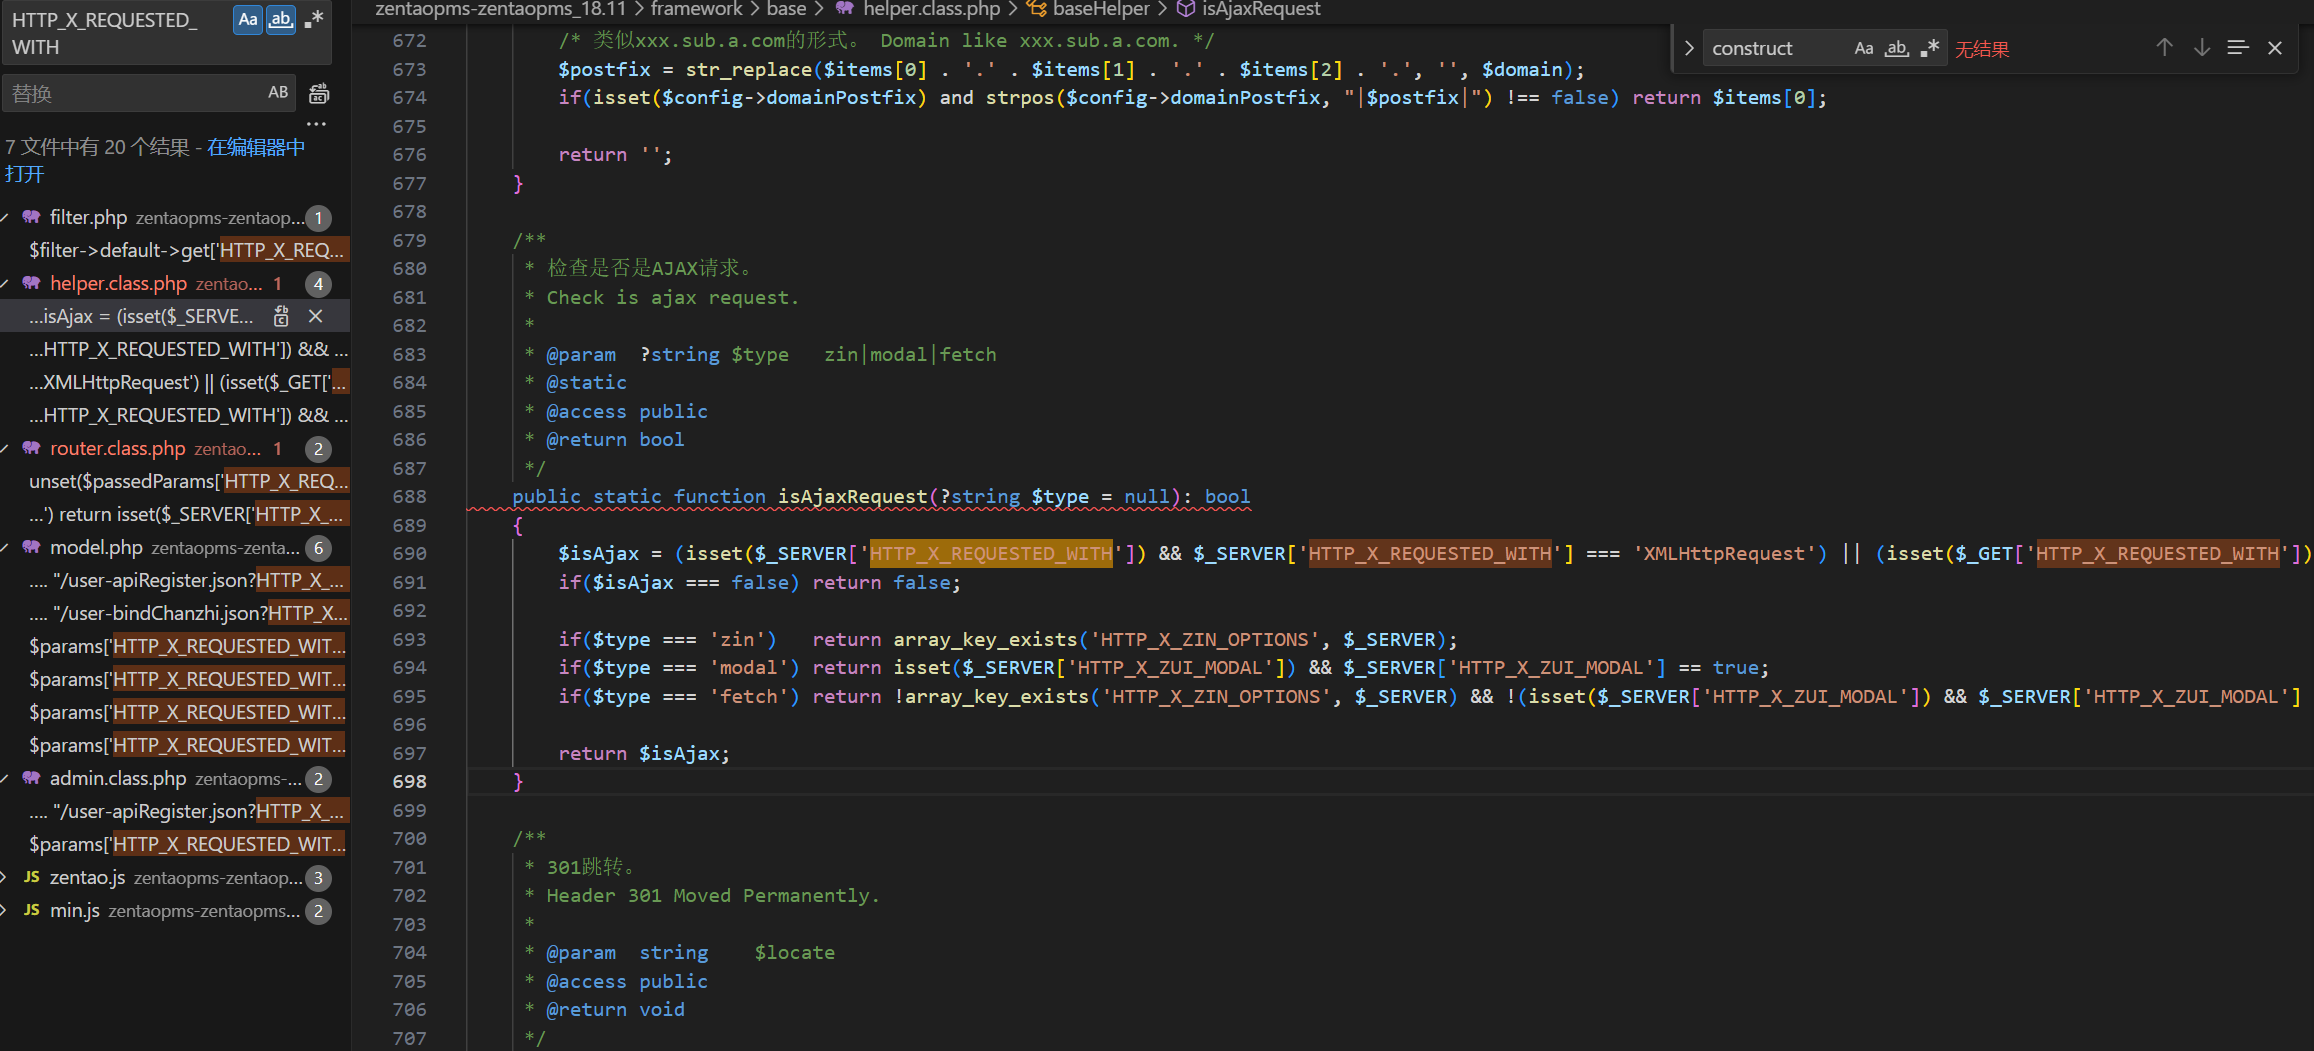 HTTP_X_REQUESTED_
WITH
Aa
ab
.*
替换
AB
...
7 文件中有 20 个结果 - 在编辑器中
打开
filter.php zentaopms-zentaop... 1
$filter->default->get['HTTP_X_REQ...
helper.class.php zentao... 1 4
...isAjax = (isset($_SERVE...
...HTTP_X_REQUESTED_WITH']) && ...
...XMLHttpRequest') || (isset($_GET['...
...HTTP_X_REQUESTED_WITH']) && ...
router.class.php zentao... 1 2
unset($passedParams['HTTP_X_REQ...
...') return isset($_SERVER['HTTP_X_...
model.php zentaopms-zenta... 6
.... "/user-apiRegister.json?HTTP_X_...
.... "/user-bindChanzhi.json?HTTP_X...
$params['HTTP_X_REQUESTED_WIT...
$params['HTTP_X_REQUESTED_WIT...
$params['HTTP_X_REQUESTED_WIT...
$params['HTTP_X_REQUESTED_WIT...
admin.class.php zentaopms-... 2
.... "/user-apiRegister.json?HTTP_X_...
$params['HTTP_X_REQUESTED_WIT...
JS zentao.js zentaopms-zentaop... 3
JS min.js zentaopms-zentaopms... 2
zentaopms-zentaopms_18.11 > framework > base > helper.class.php > baseHelper > isAjaxRequest
construct Aa ab .* 无结果
672 /* 类似xxx.sub.a.com的形式。 Domain like xxx.sub.a.com. */
673 $postfix = str_replace($items[0] . '.' . $items[1] . '.' . $items[2] . '.', '', $domain);
674 if(isset($config->domainPostfix) and strpos($config->domainPostfix, "|$postfix|") !== false) return $items[0];
675
676 return '';
677 }
678
679 /**
680 * 检查是否是AJAX请求。
681 * Check is ajax request.
682 *
683 * @param ?string $type zin|modal|fetch
684 * @static
685 * @access public
686 * @return bool
687 */
688 public static function isAjaxRequest(?string $type = null): bool
689 {
690 $isAjax = (isset($_SERVER['HTTP_X_REQUESTED_WITH']) && $_SERVER['HTTP_X_REQUESTED_WITH'] === 'XMLHttpRequest') || (isset($_GET['HTTP_X_REQUESTED_WITH'])
691 if($isAjax === false) return false;
692
693 if($type === 'zin') return array_key_exists('HTTP_X_ZIN_OPTIONS', $_SERVER);
694 if($type === 'modal') return isset($_SERVER['HTTP_X_ZUI_MODAL']) && $_SERVER['HTTP_X_ZUI_MODAL'] == true;
695 if($type === 'fetch') return !array_key_exists('HTTP_X_ZIN_OPTIONS', $_SERVER) && !(isset($_SERVER['HTTP_X_ZUI_MODAL']) && $_SERVER['HTTP_X_ZUI_MODAL']
696
697 return $isAjax;
698 }
699
700 /**
701 * 301跳转。
702 * Header 301 Moved Permanently.
703 *
704 * @param string $locate
705 * @access public
706 * @return void
707 */